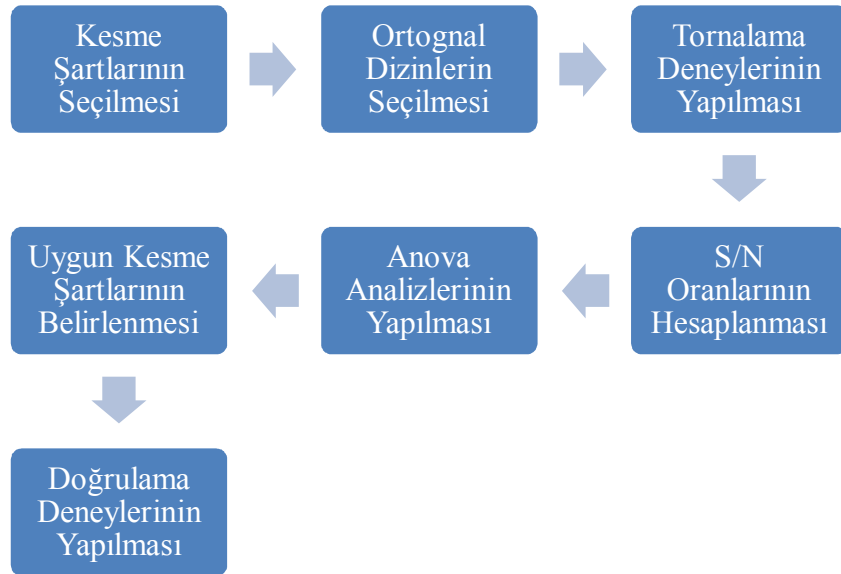 Kesme
Şartlarının
Seçilmesi
Ortognal
Dizinlerin
Seçilmesi
Tornalama
Deneylerinin
Yapılması
S/N
Oranlarının
Hesaplanması
Anova
Analizlerinin
Yapılması
Uygun Kesme
Şartlarının
Belirlenmesi
Doğrulama
Deneylerinin
Yapılması